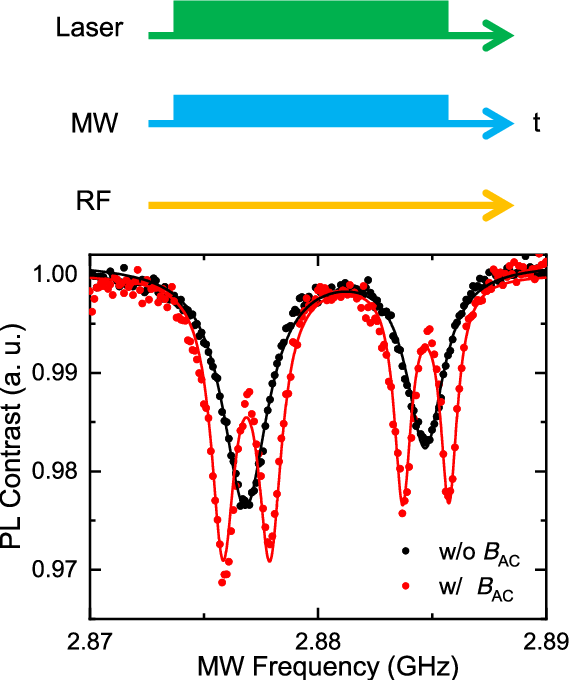 Laser
MW
t
RF
1.00
0.99
0.98
0.97
PL Contrast (a. u.)
w/o B_AC
w/ B_AC
2.87
2.88
2.89
MW Frequency (GHz)